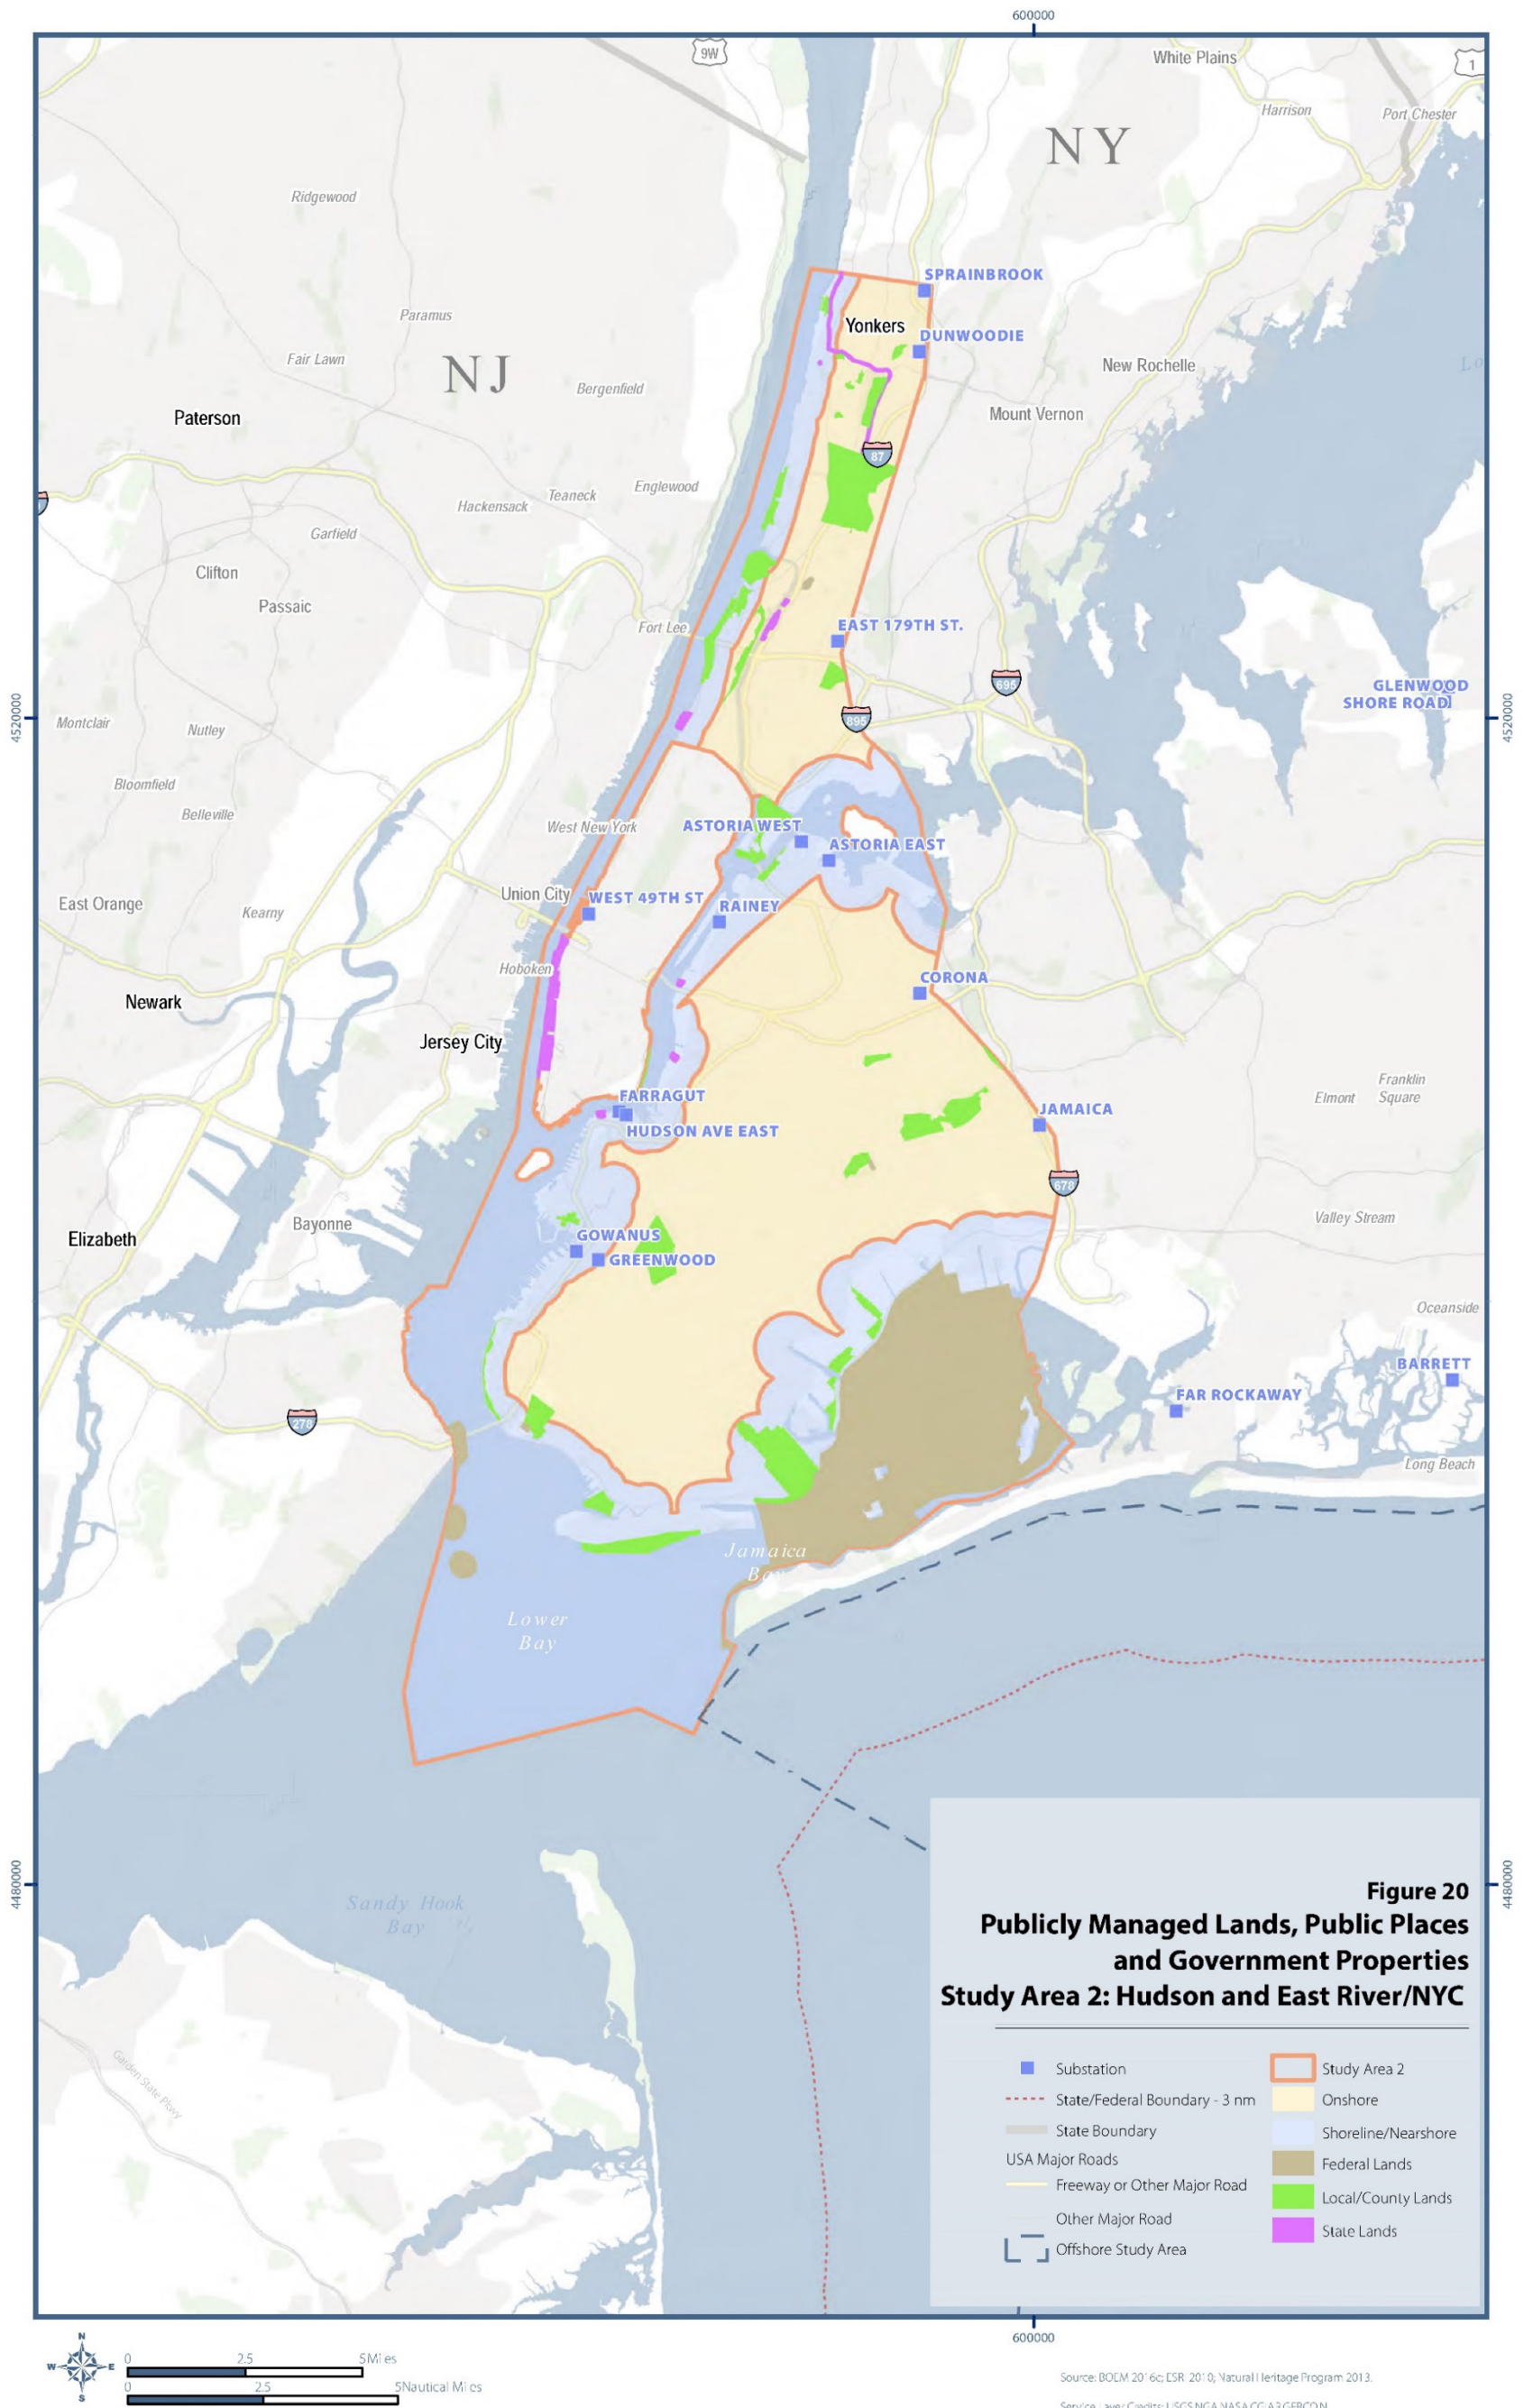 600000
9W
White Plains
1
Harrison
Port Chester
NY
Ridgewood
SPRAINBROOK
Yonkers
DUNWOODIE
Paramus
Fair Lawn
NJ
Bergenfield
New Rochelle
Lo
Paterson
Mount Vernon
87
Englewood
Teaneck
Hackensack
Garfield
Clifton
Passaic
Fort Lee
EAST 179TH ST.
695
GLENWOOD
SHORE ROAD
4520000
Montclair
Nutley
895
4520000
Bloomfield
Belleville
West New York
ASTORIA WEST
ASTORIA EAST
Union City
WEST 49TH ST
RAINEY
East Orange
Kearny
Hoboken
CORONA
Newark
Jersey City
FARRAGUT
HUDSON AVE EAST
JAMAICA
Elmont
Franklin
Square
678
Bayonne
Valley Stream
Elizabeth
GOWANUS
GREENWOOD
Oceanside
BARRETT
FAR ROCKAWAY
278
Long Beach
Jamaica
Bay
Lower
Bay
4480000
Sandy Hook
Bay
4480000
Garden State Pkwy
Figure 20
Publicly Managed Lands, Public Places
and Government Properties
Study Area 2: Hudson and East River/NYC
Substation
State/Federal Boundary - 3 nm
State Boundary
USA Major Roads
Freeway or Other Major Road
Other Major Road
Offshore Study Area
Study Area 2
Onshore
Shoreline/Nearshore
Federal Lands
Local/County Lands
State Lands
600000
N
W E
S
0 2.5 5 Miles
0 2.5 5 Nautical Miles
Source: BOEM 2016c; ESRI 2010; Natural Heritage Program 2013.